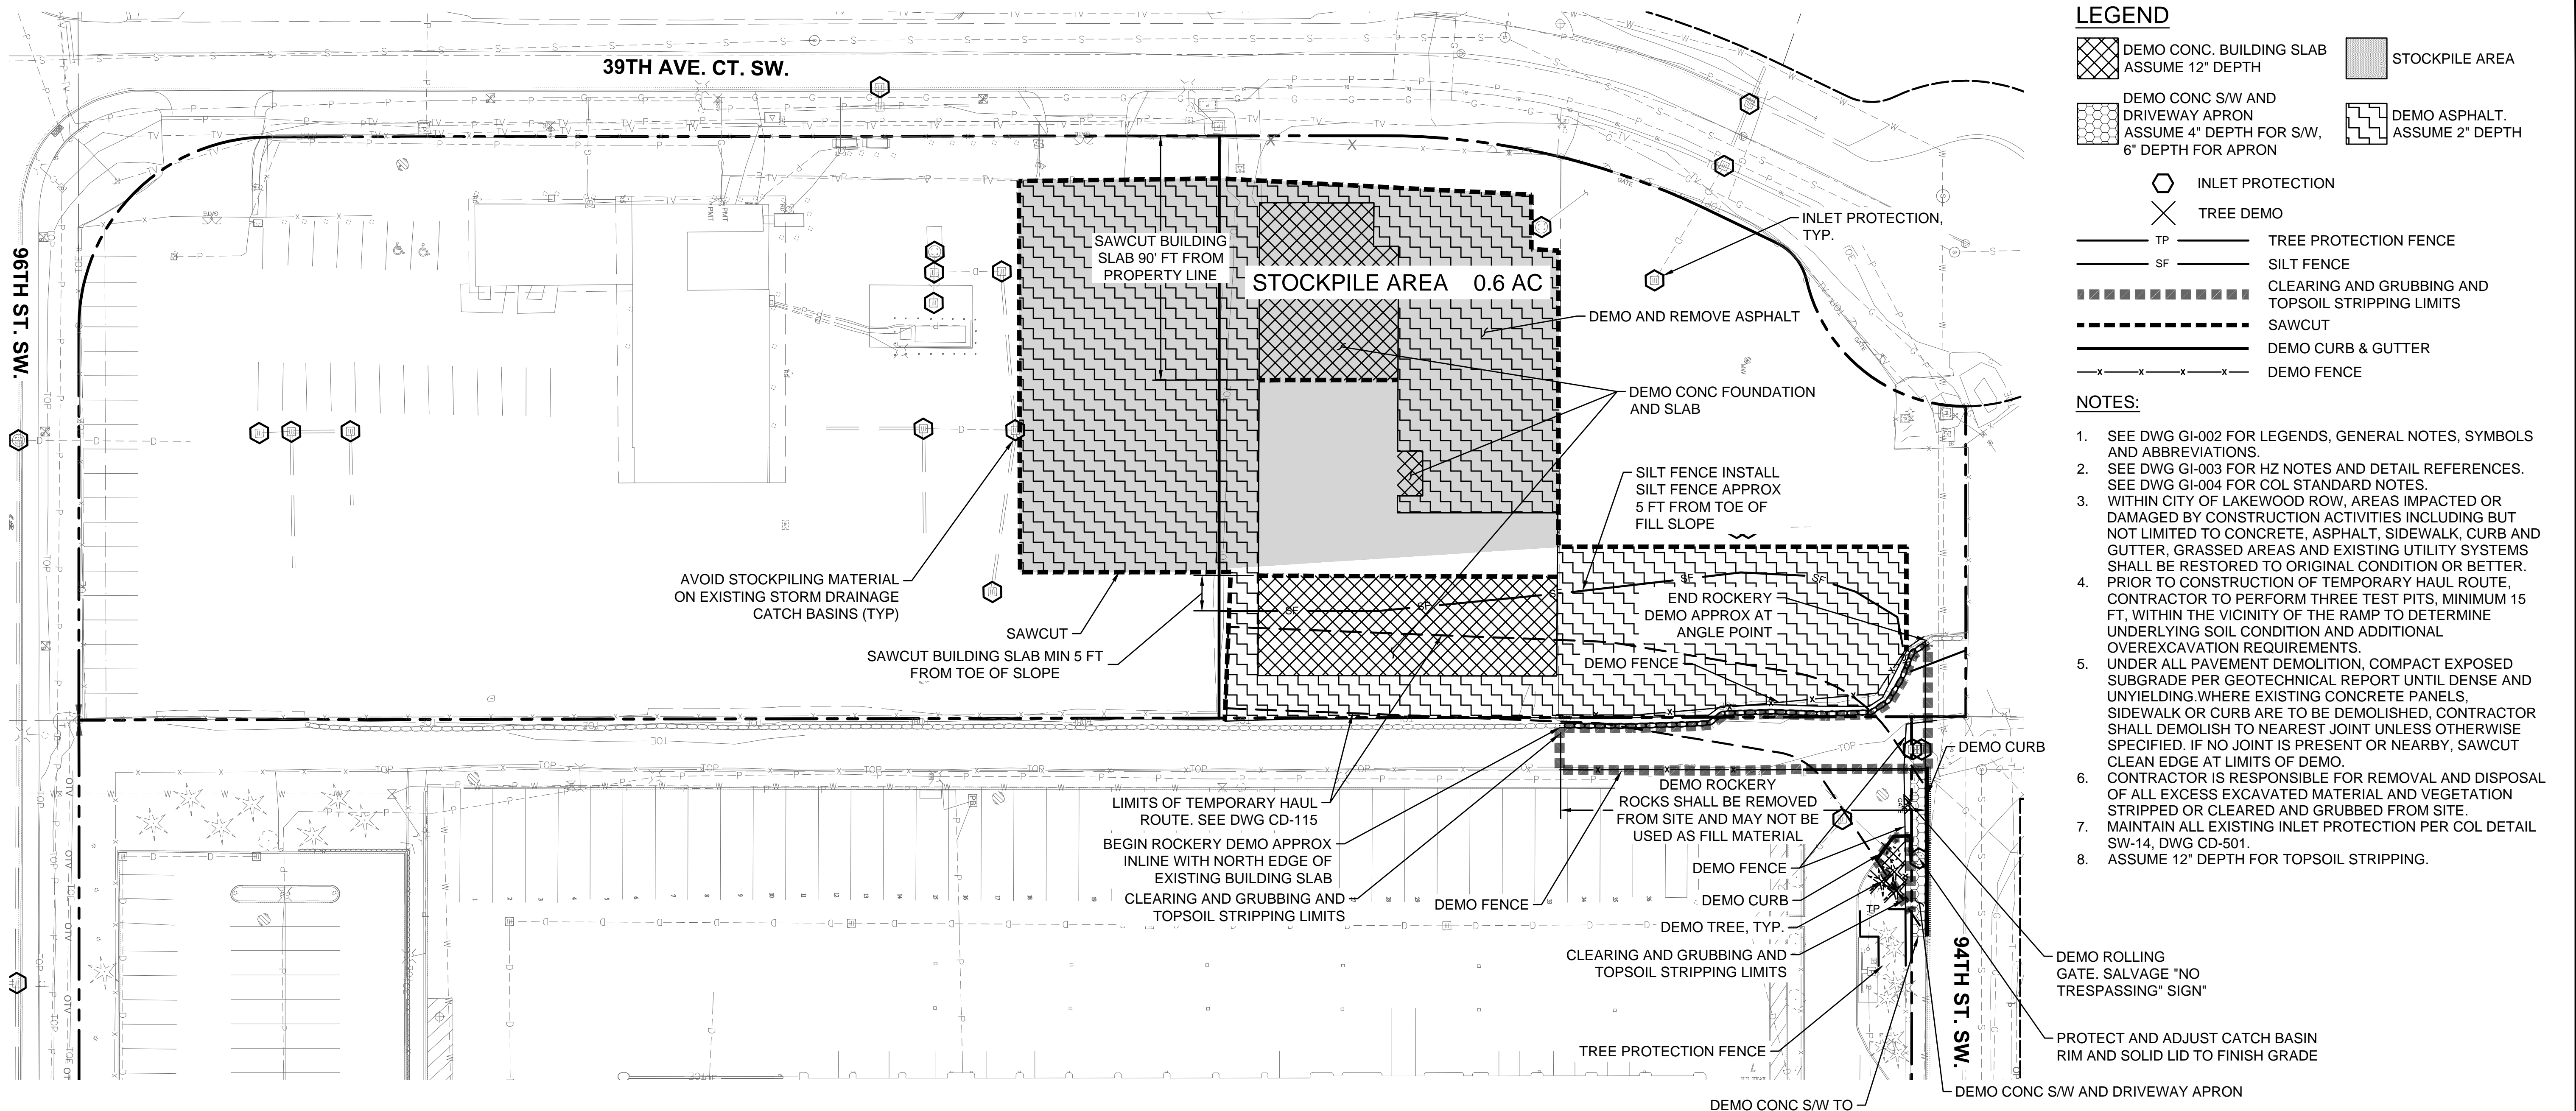 39TH AVE. CT. SW.
96TH ST. SW.
94TH ST. SW.
SAWCUT BUILDING
SLAB 90' FT FROM
PROPERTY LINE
STOCKPILE AREA 0.6 AC
INLET PROTECTION,
TYP.
DEMO AND REMOVE ASPHALT
DEMO CONC FOUNDATION
AND SLAB
SILT FENCE INSTALL
SILT FENCE APPROX
5 FT FROM TOE OF
FILL SLOPE
END ROCKERY
DEMO APPROX AT
ANGLE POINT
DEMO FENCE
AVOID STOCKPILING MATERIAL
ON EXISTING STORM DRAINAGE
CATCH BASINS (TYP)
SAWCUT
SAWCUT BUILDING SLAB MIN 5 FT
FROM TOE OF SLOPE
LIMITS OF TEMPORARY HAUL
ROUTE. SEE DWG CD-115
BEGIN ROCKERY DEMO APPROX
INLINE WITH NORTH EDGE OF
EXISTING BUILDING SLAB
CLEARING AND GRUBBING AND
TOPSOIL STRIPPING LIMITS
DEMO FENCE
DEMO ROCKERY
ROCKS SHALL BE REMOVED
FROM SITE AND MAY NOT BE
USED AS FILL MATERIAL
DEMO FENCE
DEMO CURB
DEMO TREE, TYP.
CLEARING AND GRUBBING AND
TOPSOIL STRIPPING LIMITS
TREE PROTECTION FENCE
DEMO CONC S/W TO
DEMO CURB
DEMO ROLLING
GATE. SALVAGE "NO
TRESPASSING" SIGN"
PROTECT AND ADJUST CATCH BASIN
RIM AND SOLID LID TO FINISH GRADE
DEMO CONC S/W AND DRIVEWAY APRON
LEGEND
DEMO CONC. BUILDING SLAB
ASSUME 12" DEPTH
STOCKPILE AREA
DEMO CONC S/W AND
DRIVEWAY APRON
ASSUME 4" DEPTH FOR S/W,
6" DEPTH FOR APRON
DEMO ASPHALT.
ASSUME 2" DEPTH
INLET PROTECTION
TREE DEMO
TP TREE PROTECTION FENCE
SF SILT FENCE
CLEARING AND GRUBBING AND
TOPSOIL STRIPPING LIMITS
SAWCUT
DEMO CURB & GUTTER
DEMO FENCE
NOTES:
1. SEE DWG GI-002 FOR LEGENDS, GENERAL NOTES, SYMBOLS
AND ABBREVIATIONS.
2. SEE DWG GI-003 FOR HZ NOTES AND DETAIL REFERENCES.
SEE DWG GI-004 FOR COL STANDARD NOTES.
3. WITHIN CITY OF LAKEWOOD ROW, AREAS IMPACTED OR
DAMAGED BY CONSTRUCTION ACTIVITIES INCLUDING BUT
NOT LIMITED TO CONCRETE, ASPHALT, SIDEWALK, CURB AND
GUTTER, GRASSED AREAS AND EXISTING UTILITY SYSTEMS
SHALL BE RESTORED TO ORIGINAL CONDITION OR BETTER.
4. PRIOR TO CONSTRUCTION OF TEMPORARY HAUL ROUTE,
CONTRACTOR TO PERFORM THREE TEST PITS, MINIMUM 15
FT, WITHIN THE VICINITY OF THE RAMP TO DETERMINE
UNDERLYING SOIL CONDITION AND ADDITIONAL
OVEREXCAVATION REQUIREMENTS.
5. UNDER ALL PAVEMENT DEMOLITION, COMPACT EXPOSED
SUBGRADE PER GEOTECHNICAL REPORT UNTIL DENSE AND
UNYIELDING.WHERE EXISTING CONCRETE PANELS,
SIDEWALK OR CURB ARE TO BE DEMOLISHED, CONTRACTOR
SHALL DEMOLISH TO NEAREST JOINT UNLESS OTHERWISE
SPECIFIED. IF NO JOINT IS PRESENT OR NEARBY, SAWCUT
CLEAN EDGE AT LIMITS OF DEMO.
6. CONTRACTOR IS RESPONSIBLE FOR REMOVAL AND DISPOSAL
OF ALL EXCESS EXCAVATED MATERIAL AND VEGETATION
STRIPPED OR CLEARED AND GRUBBED FROM SITE.
7. MAINTAIN ALL EXISTING INLET PROTECTION PER COL DETAIL
SW-14, DWG CD-501.
8. ASSUME 12" DEPTH FOR TOPSOIL STRIPPING.